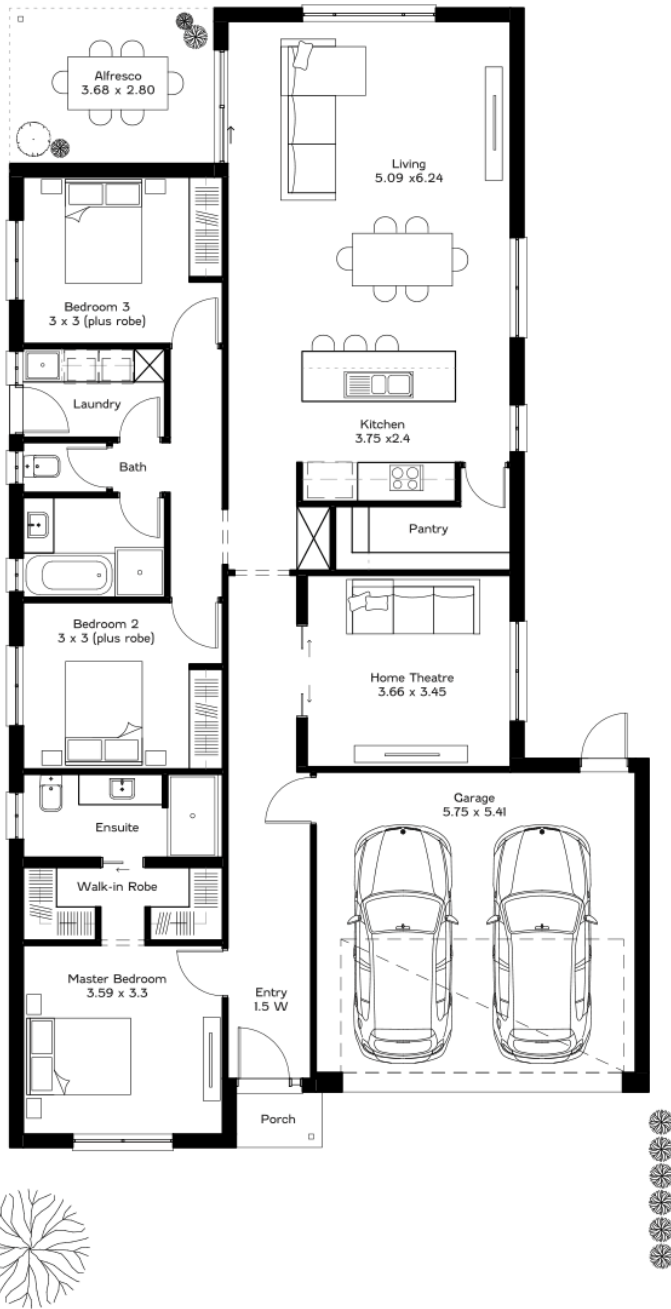 Alfresco
3.68 x 2.80
Living
5.09 x6.24
Bedroom 3
3 x 3 (plus robe)
Laundry
Kitchen
3.75 x2.4
Bath
Pantry
Bedroom 2
3 x 3 (plus robe)
Home Theatre
3.66 x 3.45
Garage
5.75 x 5.41
Ensuite
Walk-in Robe
Master Bedroom
3.59 x 3.3
Entry
1.5 W
Porch